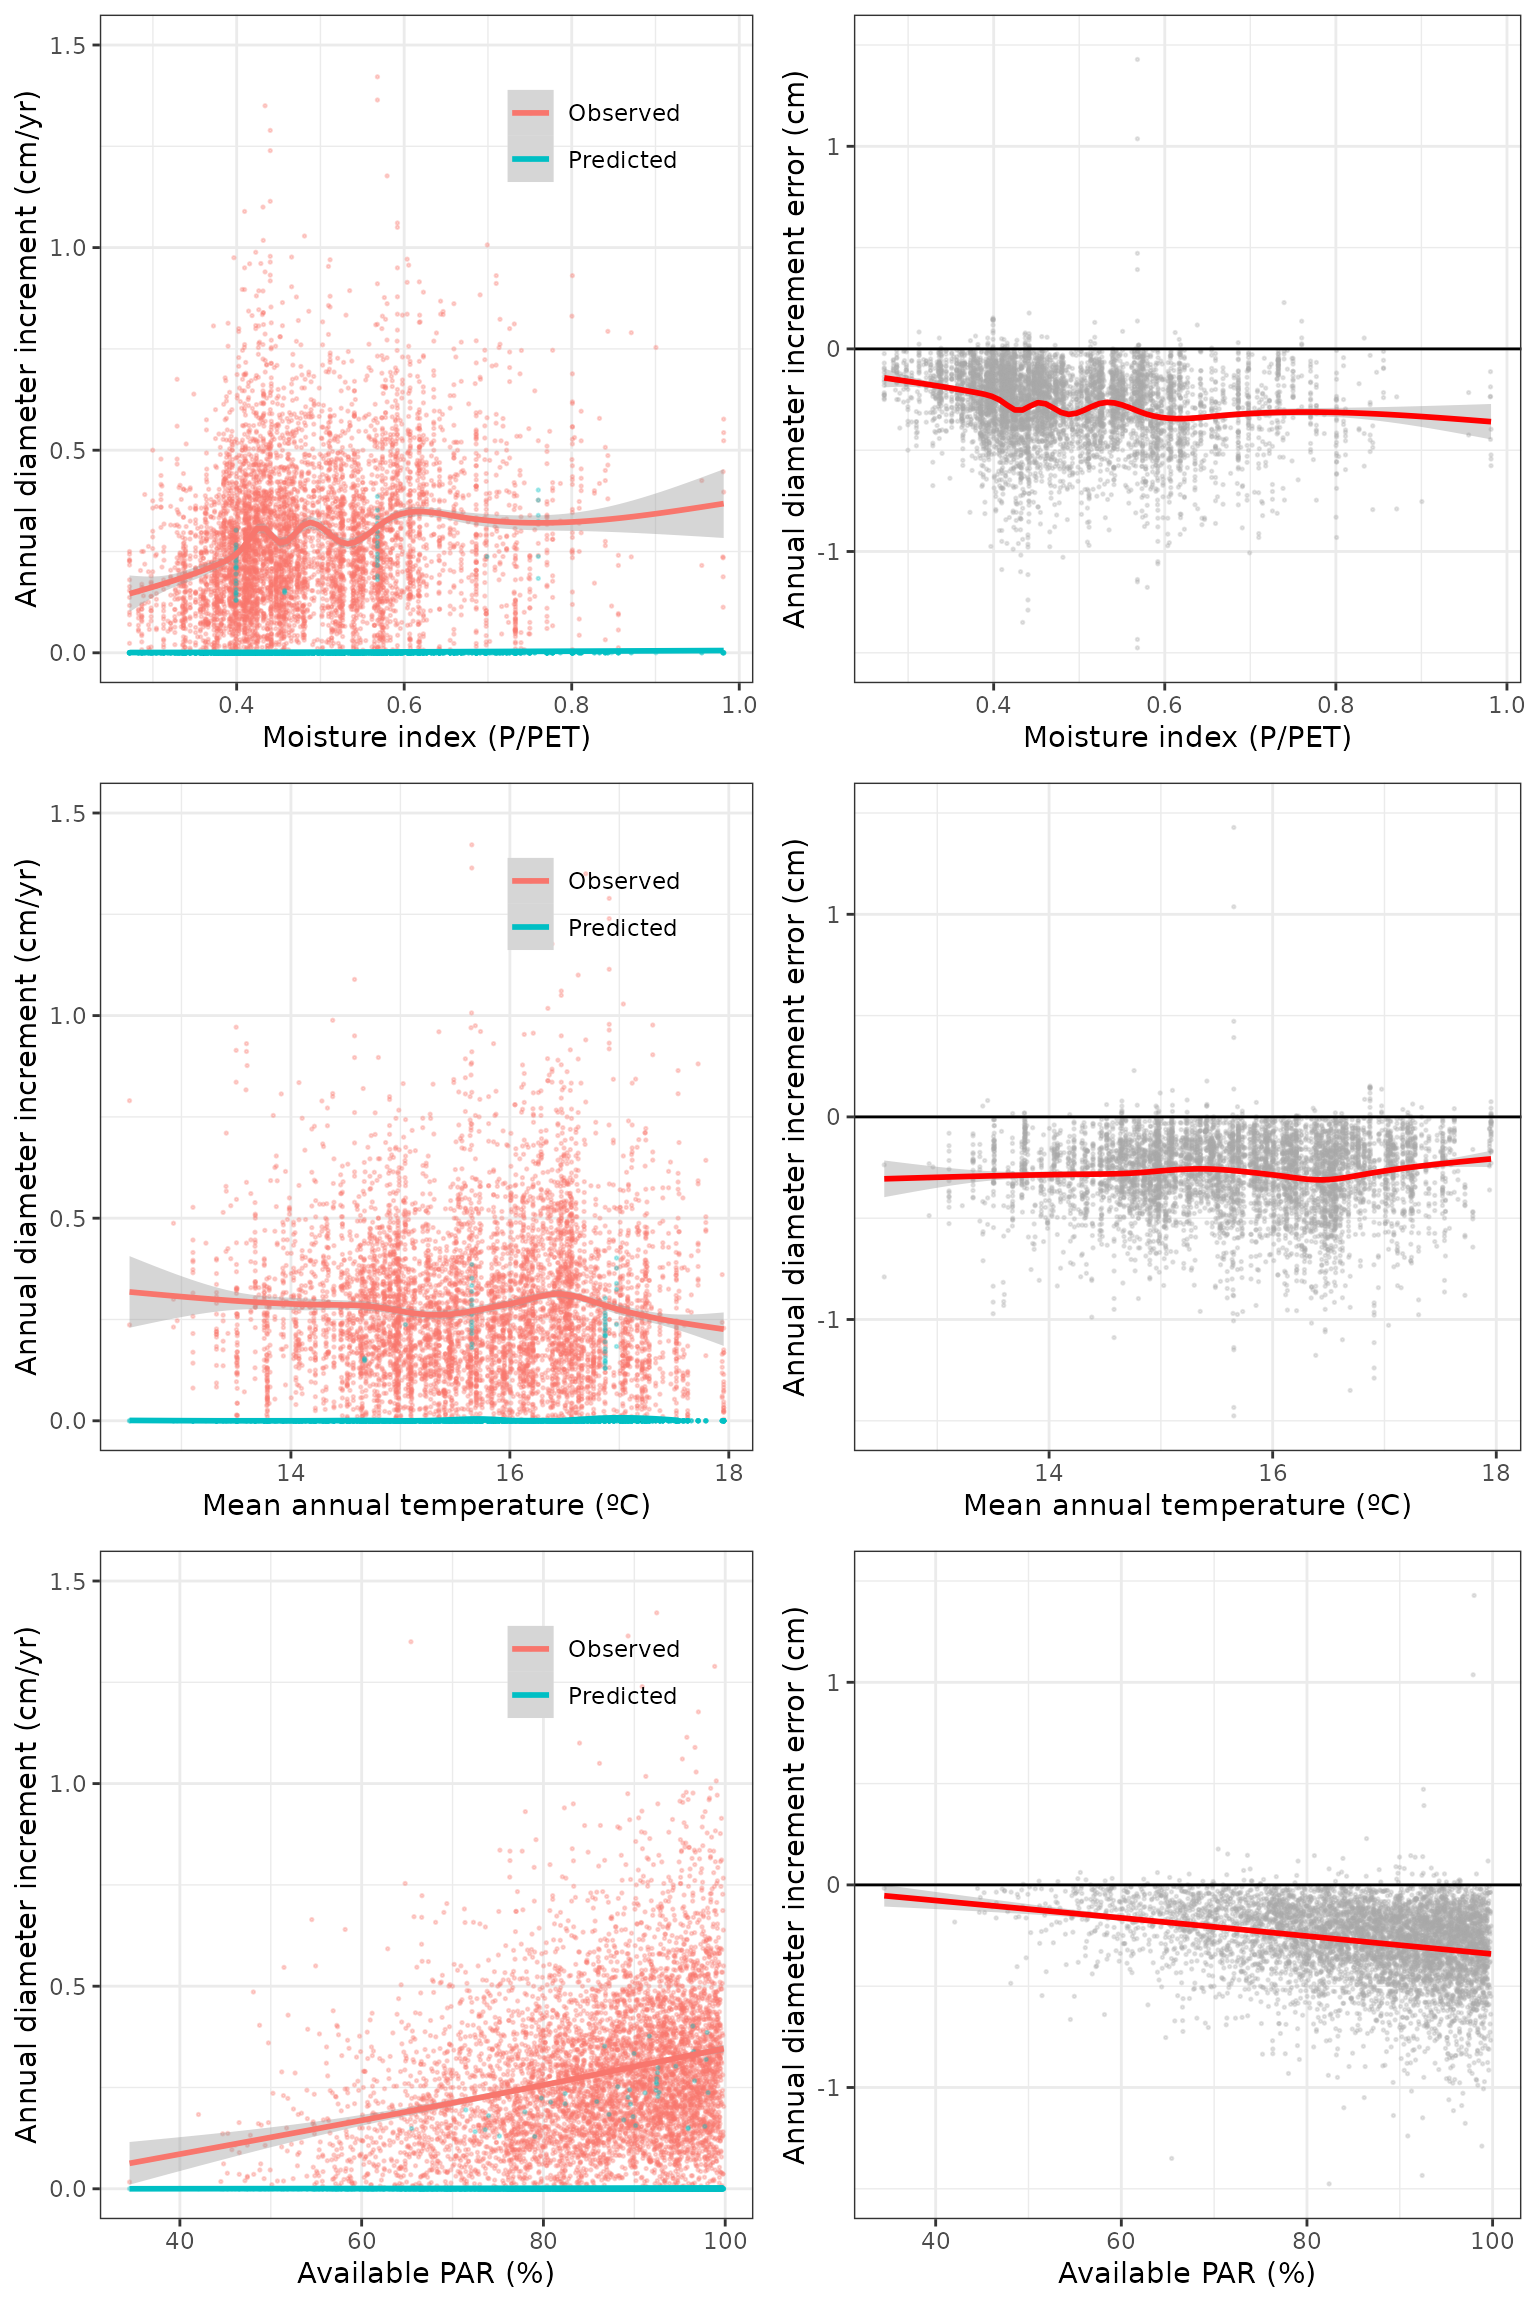 Annual diameter increment (cm/yr)
1.5
1.0
0.5
0.0
Observed
Predicted
0.4 0.6 0.8 1.0
Moisture index (P/PET)
Annual diameter increment error (cm)
1
0
-1
0.4 0.6 0.8 1.0
Moisture index (P/PET)
Annual diameter increment (cm/yr)
1.5
1.0
0.5
0.0
Observed
Predicted
14 16 18
Mean annual temperature (ºC)
Annual diameter increment error (cm)
1
0
-1
14 16 18
Mean annual temperature (ºC)
Annual diameter increment (cm/yr)
1.5
1.0
0.5
0.0
Observed
Predicted
40 60 80 100
Available PAR (%)
Annual diameter increment error (cm)
1
0
-1
40 60 80 100
Available PAR (%)